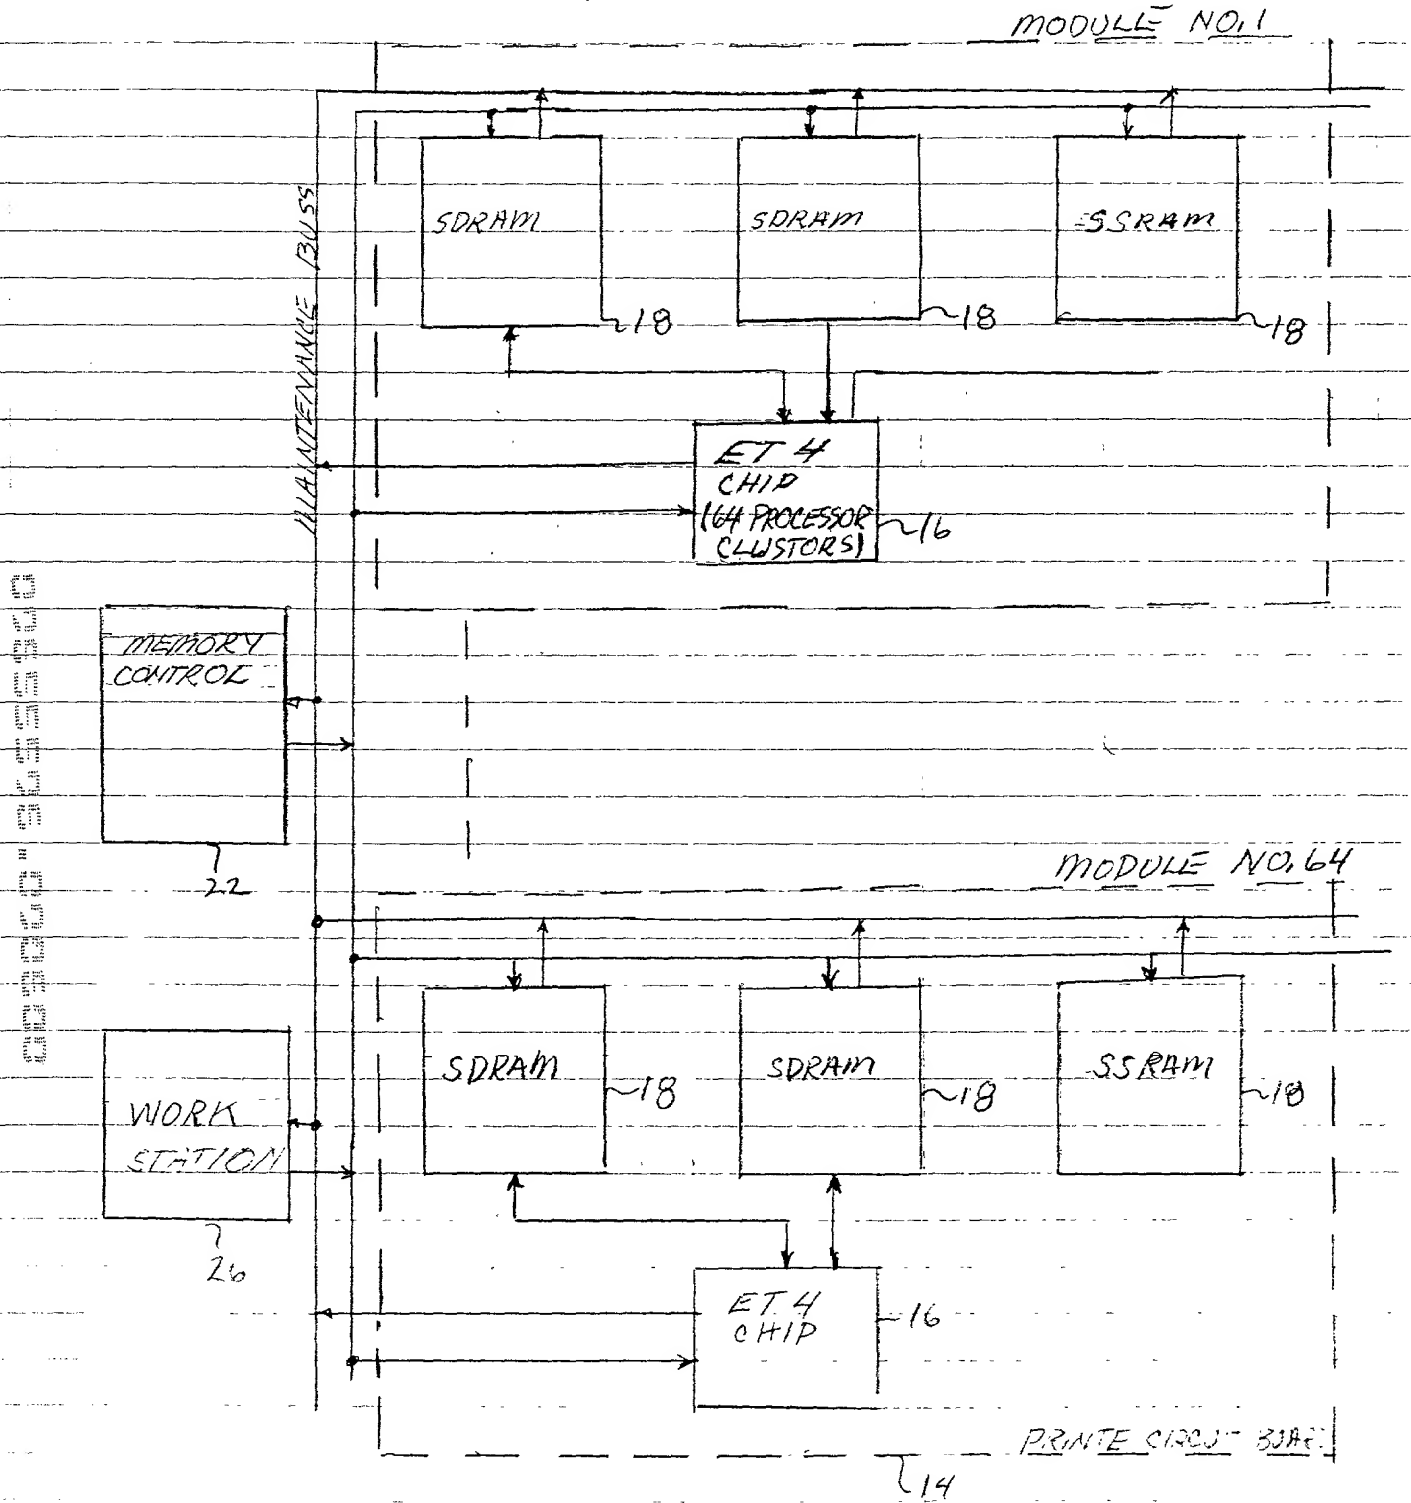 MODULE NO.1
MAINTENANCE BUSS
SDRAM
SDRAM
SSRAM
18
18
18
ET 4
CHIP
(64 PROCESSOR
CLUSTORS)
16
MEMORY
CONTROL
22
MODULE NO.64
SDRAM
18
SDRAM
18
SSRAM
18
WORK
STATION
26
ET 4
CHIP
16
PRINTE CIRCU
14